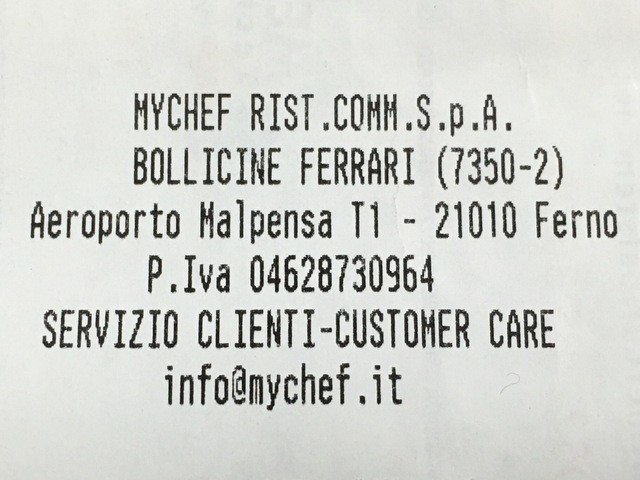 MYCHEF RIST.COMM.S.p.A.
BOLLICINE FERRARI (7350-2)
Aeroporto Malpensa T1 - 21010 Ferno
P.Iva 04628730964
SERVIZIO CLIENTI-CUSTOMER CARE
info@mychef.it